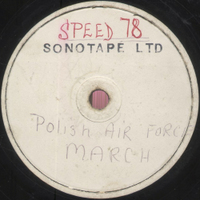 SPEED 78
SONOTAPE LTD
Polish AIR FORCE
MARCH